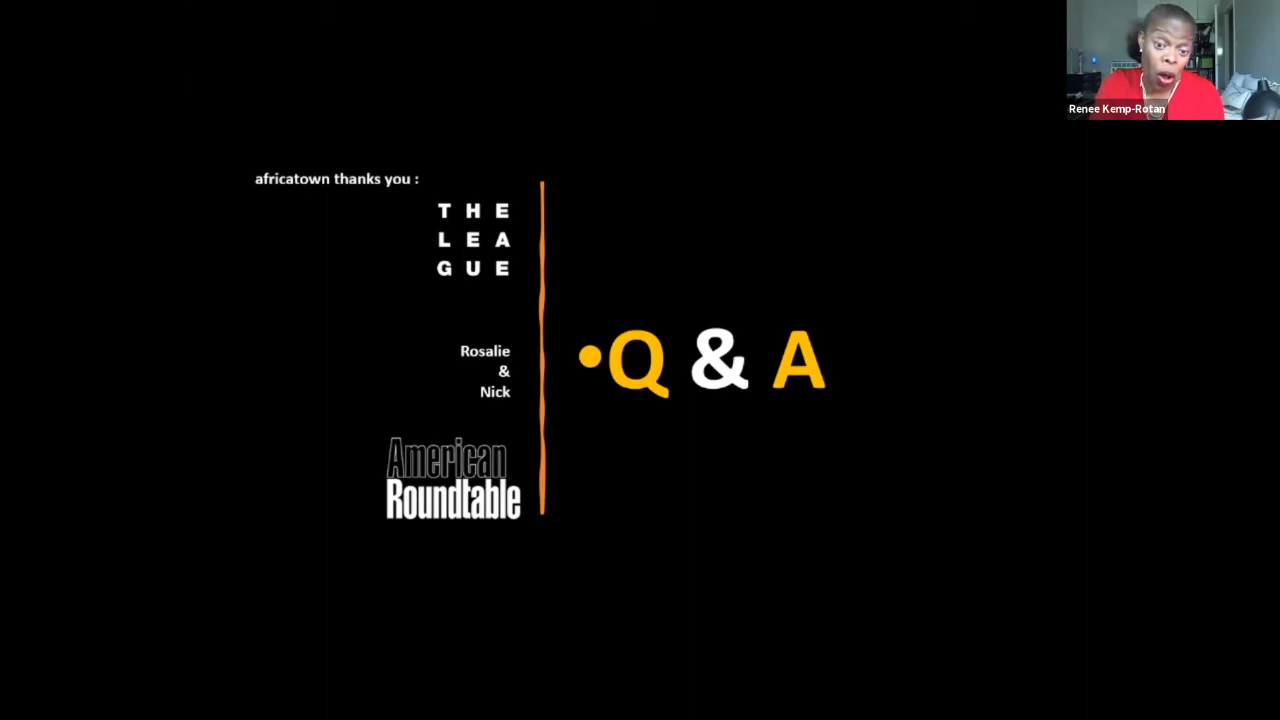 Renee Kemp-Rotan
africatown thanks you :
T H E
L E A
G U E
Rosalie
&
Nick
American
Roundtable
•Q & A